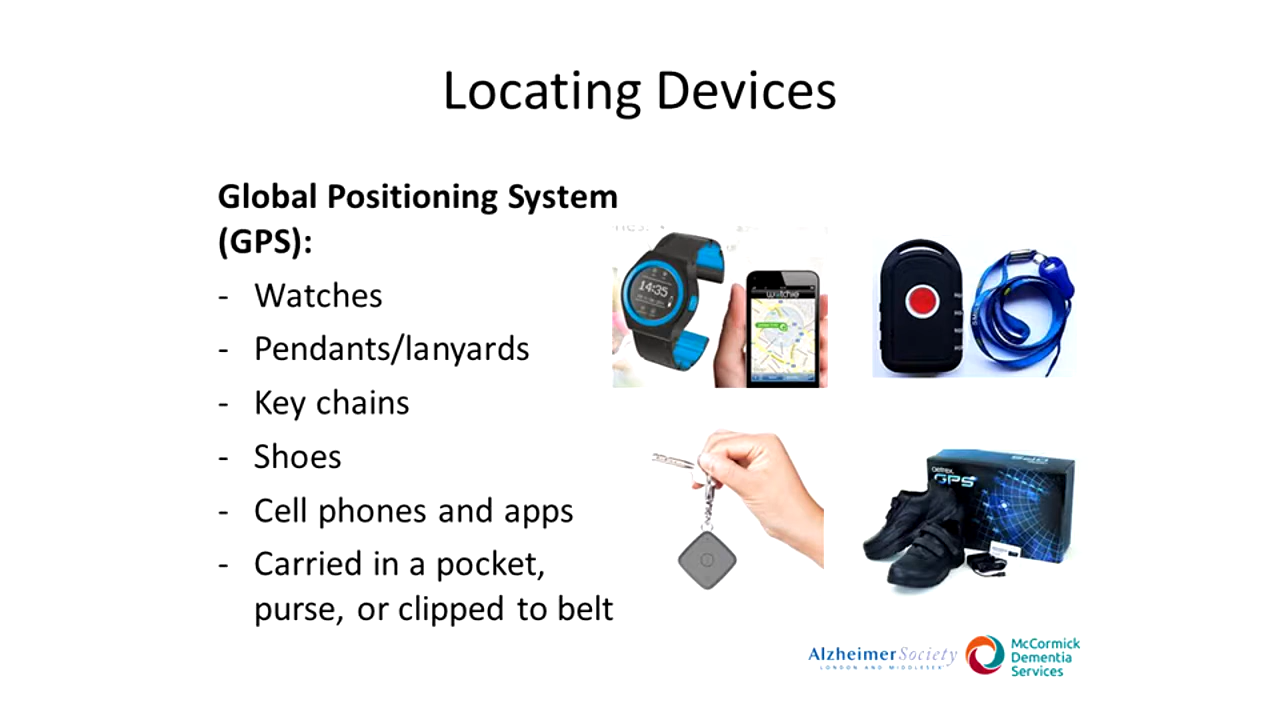 Locating Devices
Global Positioning System
(GPS):
- Watches
- Pendants/lanyards
- Key chains
- Shoes
- Cell phones and apps
- Carried in a pocket,
purse, or clipped to belt
14:35
aetrex
GPS
Alzheimer Society
LONDON AND MIDDLESEX
McCormick
Dementia
Services